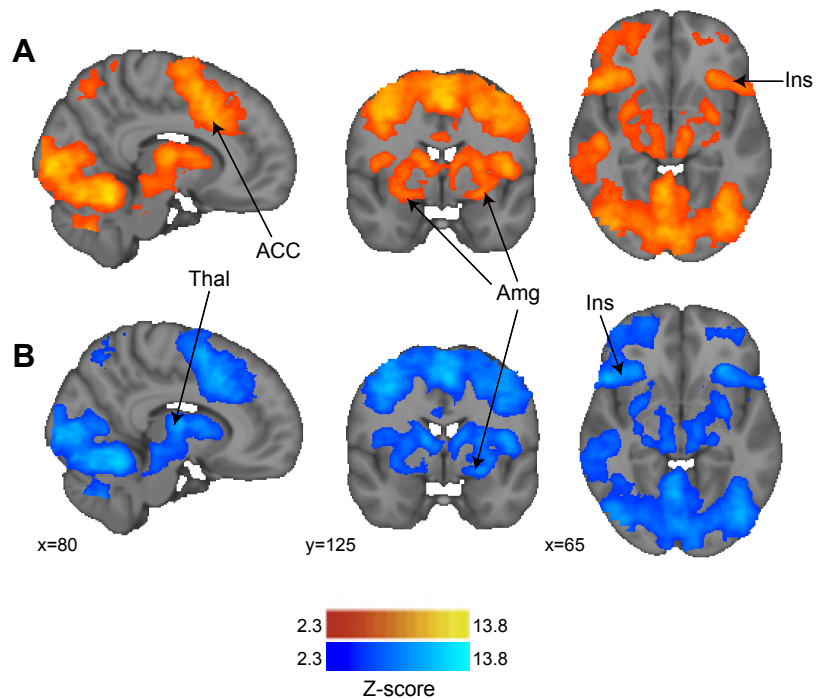 A
Ins
ACC
Thal
Amg
Ins
B
x=80
y=125
x=65
2.3
13.8
2.3
13.8
Z-score